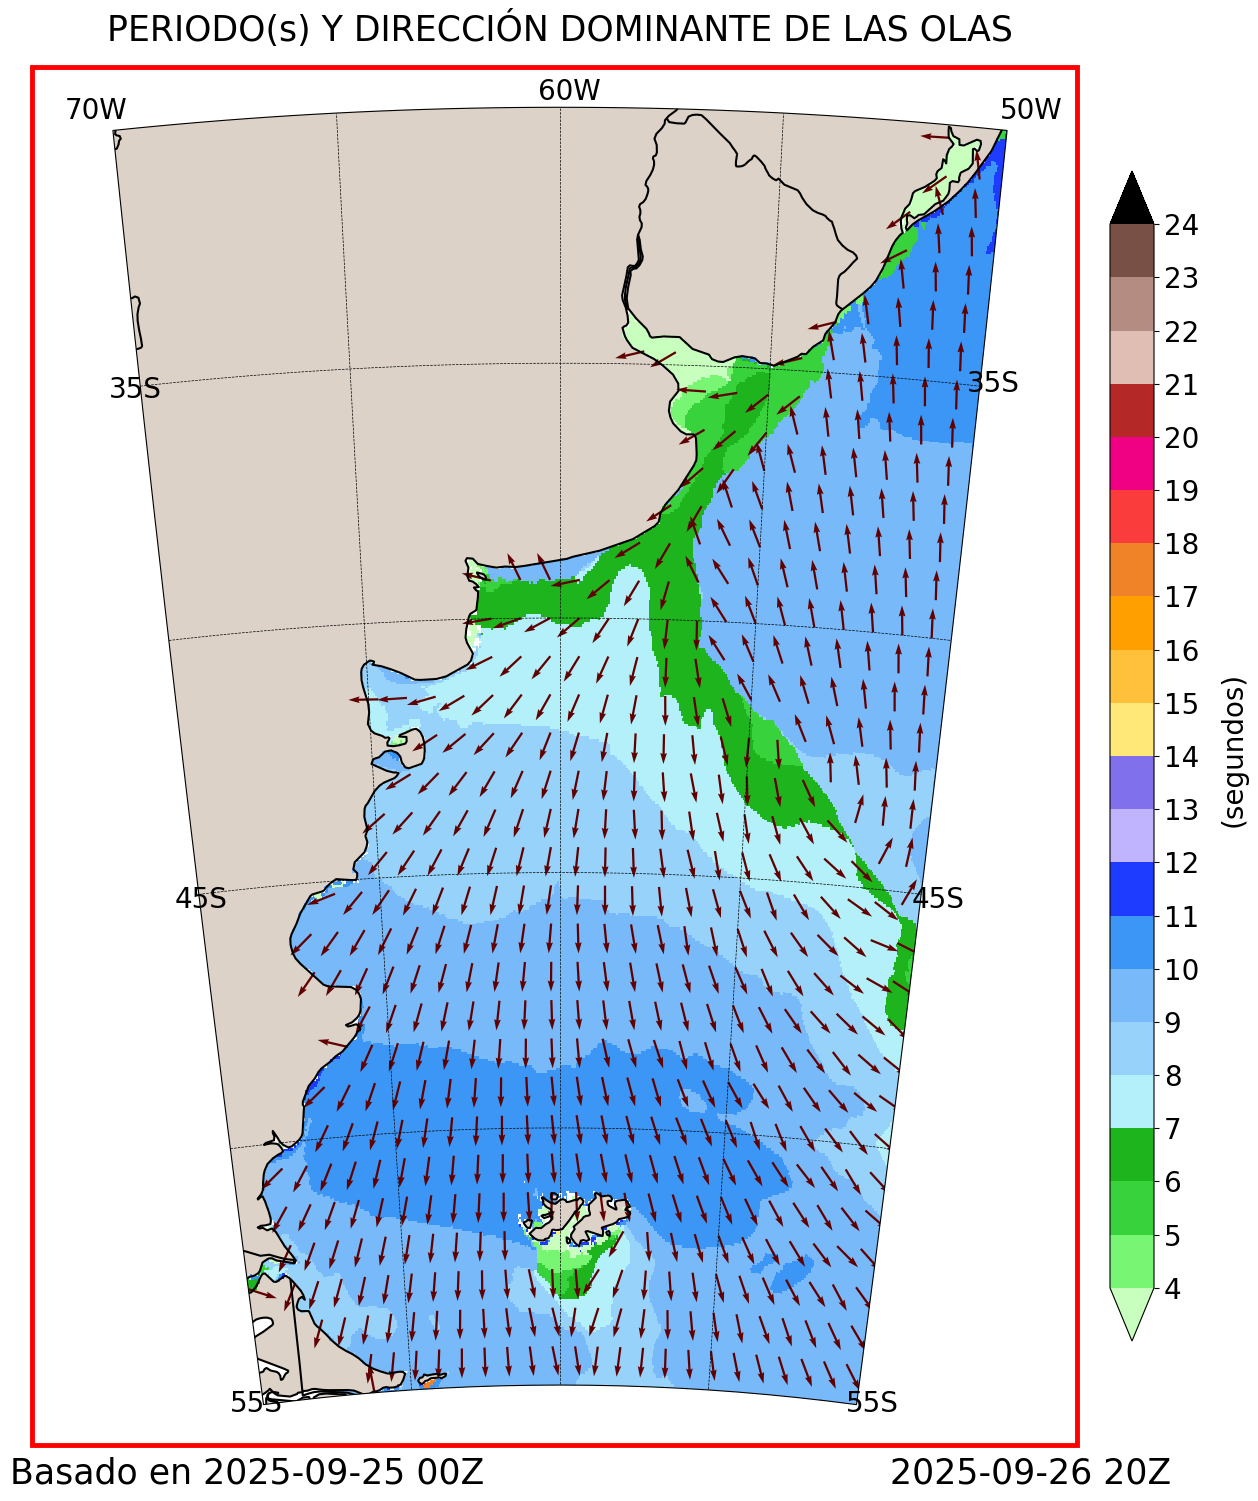 PERIODO(s) Y DIRECCIÓN DOMINANTE DE LAS OLAS
70W
60W
50W
35S
35S
45S
45S
55S
55S
24
23
22
21
20
19
18
17
16
15
14
13
12
11
10
9
8
7
6
5
4
(segundos)
Basado en 2025-09-25 00Z
2025-09-26 20Z